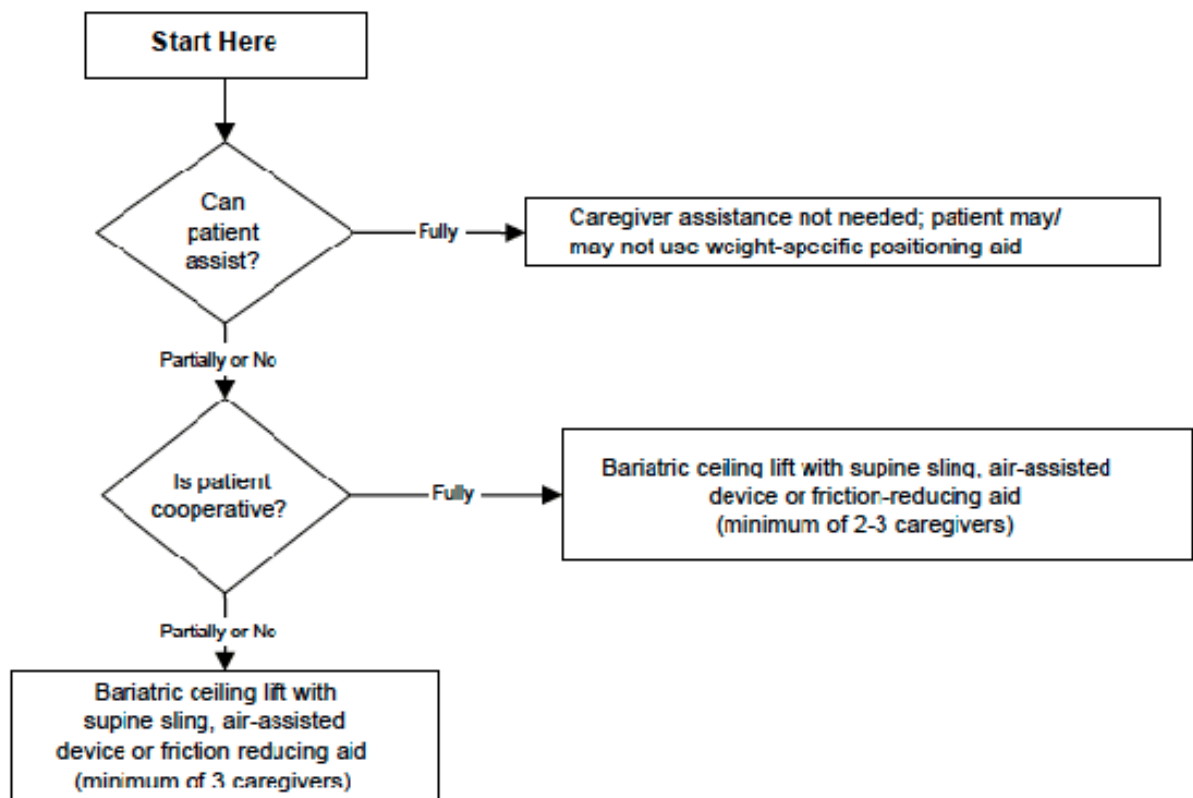 Start Here
Can
patient
assist?
Fully
Caregiver assistance not needed; patient may/
may not use weight-specific positioning aid
Partially or No
Is patient
cooperative?
Fully
Bariatric ceiling lift with supine sling, air-assisted
device or friction-reducing aid
(minimum of 2-3 caregivers)
Partially or No
Bariatric ceiling lift with
supine sling, air-assisted
device or friction reducing aid
(minimum of 3 caregivers)